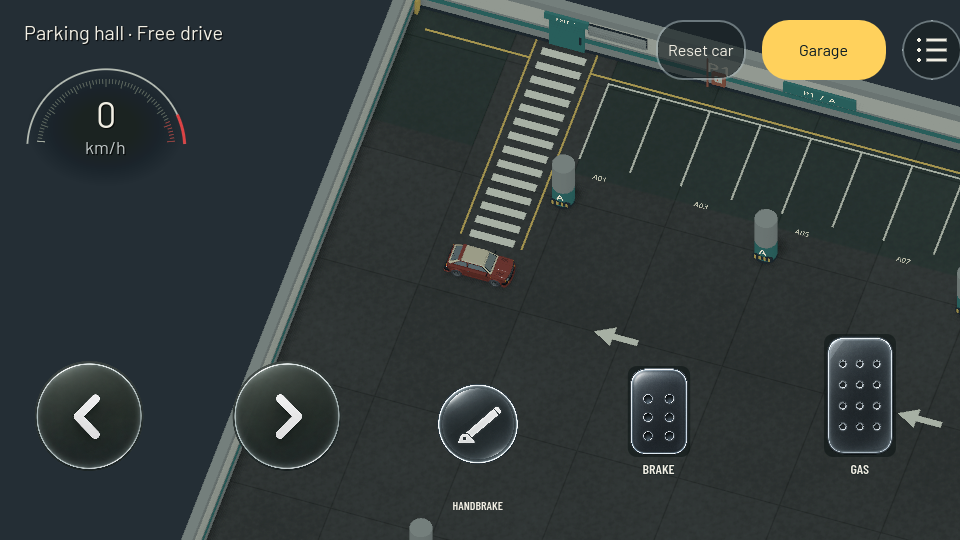 Parking hall · Free drive
Reset car
Garage
0
km/h
A01
A03
A05
A07
A
A
BRAKE
GAS
HANDBRAKE